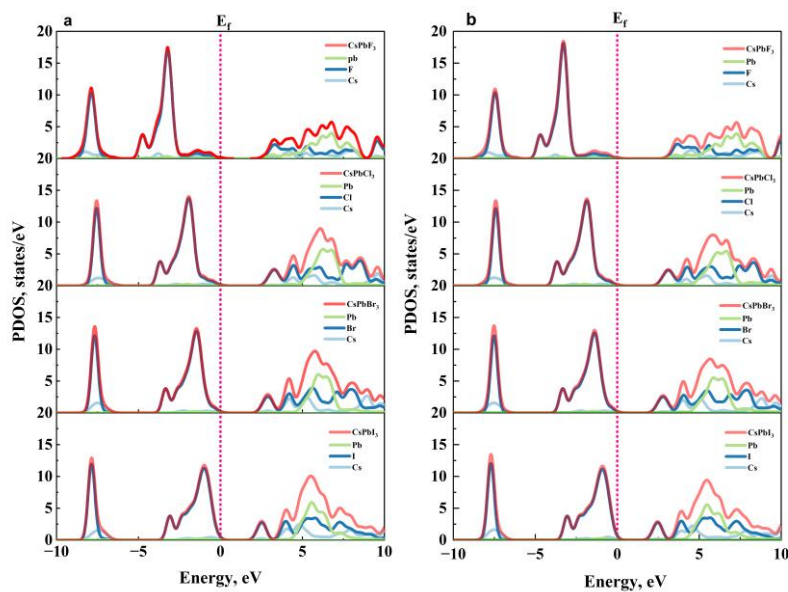 a
E_f
20
15
10
5
20
15
10
5
20
15
10
5
20
15
10
5
0
CsPbF₃
pb
F
Cs
CsPbCl₃
Pb
Cl
Cs
CsPbBr₃
Pb
Br
Cs
CsPbI₃
Pb
I
Cs
PDOS, states/eV
−10
−5
0
5
10
Energy, eV
b
E_f
20
15
10
5
20
15
10
5
20
15
10
5
20
15
10
5
0
CsPbF₃
Pb
F
Cs
CsPbCl₃
Pb
Cl
Cs
CsPbBr₃
Pb
Br
Cs
CsPbI₃
Pb
I
Cs
PDOS, states/eV
−10
−5
0
5
10
Energy, eV